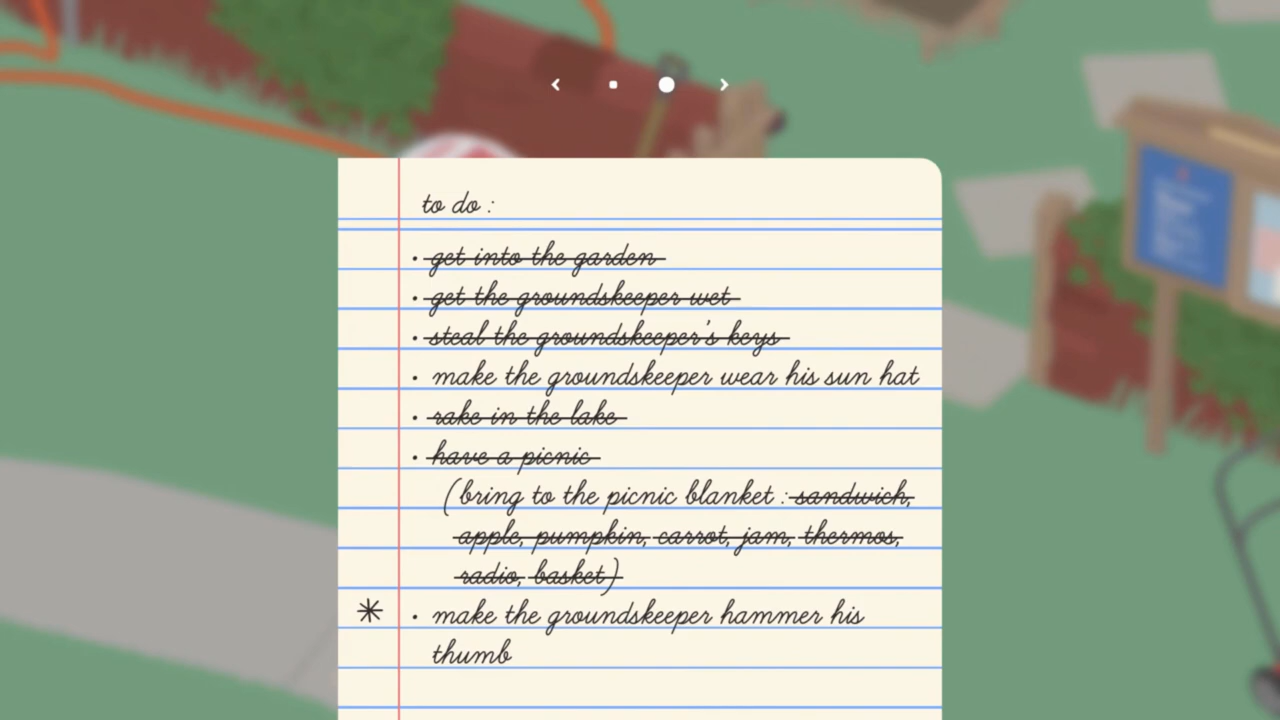 to do :
· get into the garden
· get the groundskeeper wet
· steal the groundskeeper's keys
· make the groundskeeper wear his sun hat
· rake in the lake
· have a picnic
(bring to the picnic blanket : sandwich,
apple, pumpkin, carrot, jam, thermos,
radio, basket)
· make the groundskeeper hammer his
thumb